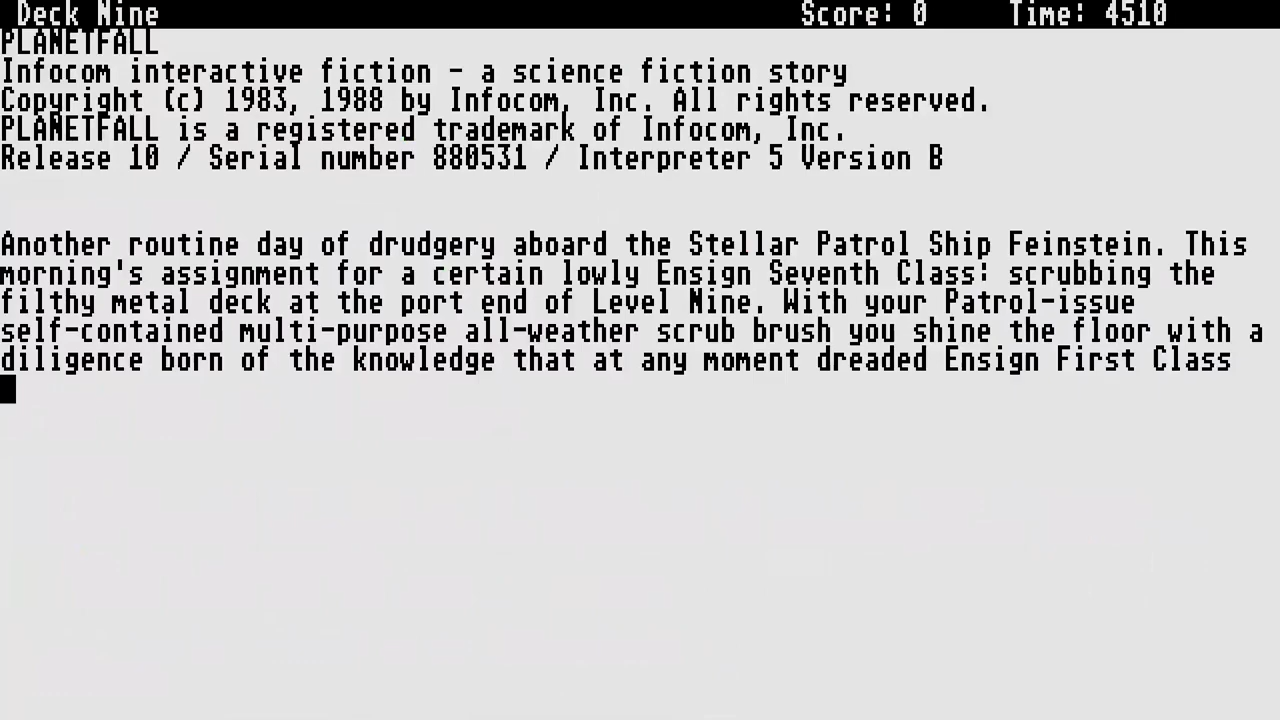 Deck Nine Score: 0 Time: 4510
PLANETFALL
Infocom interactive fiction - a science fiction story
Copyright (c) 1983, 1988 by Infocom, Inc. All rights reserved.
PLANETFALL is a registered trademark of Infocom, Inc.
Release 10 / Serial number 880531 / Interpreter 5 Version B
Another routine day of drudgery aboard the Stellar Patrol Ship Feinstein. This
morning's assignment for a certain lowly Ensign Seventh Class: scrubbing the
filthy metal deck at the port end of Level Nine. With your Patrol-issue
self-contained multi-purpose all-weather scrub brush you shine the floor with a
diligence born of the knowledge that at any moment dreaded Ensign First Class